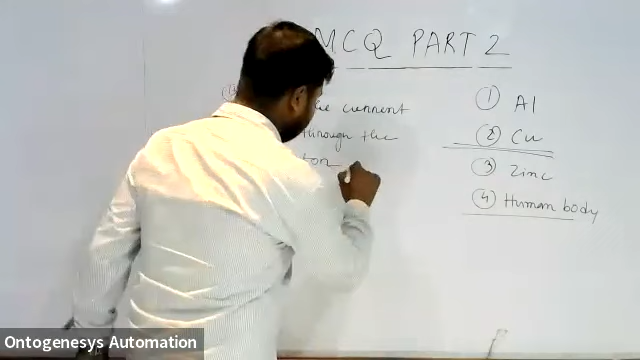 MCQ PART 2
current
through the
① Al
② Cu
③ Zinc
④ Human body
Ontogenesys Automation